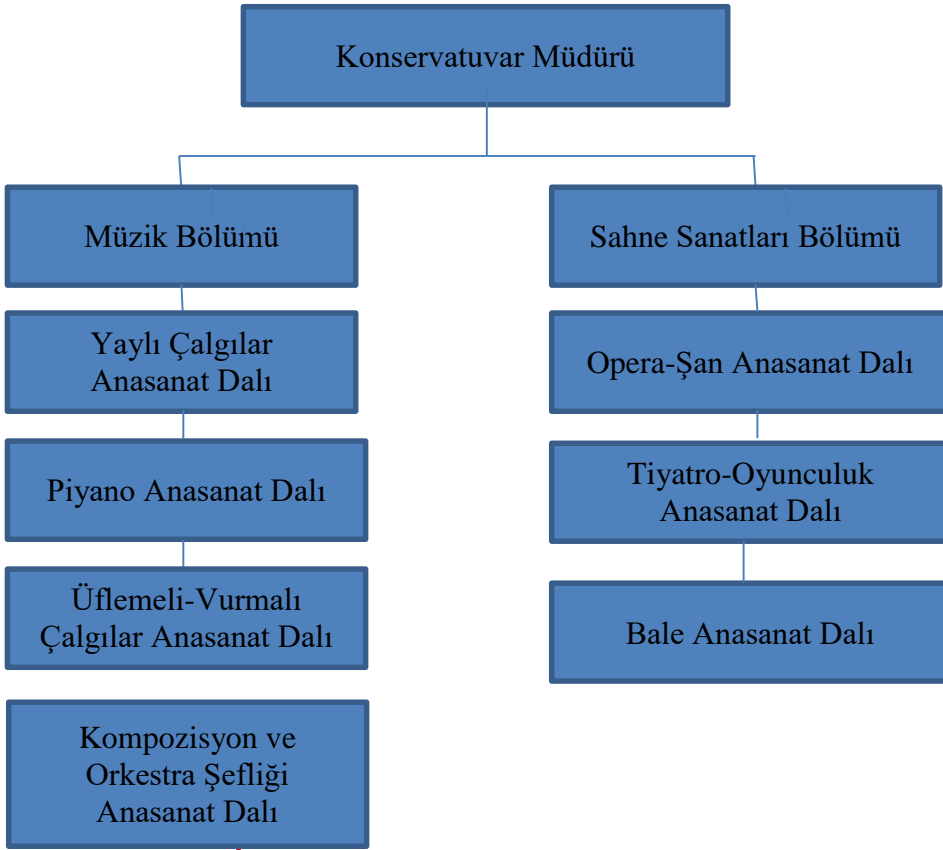 Konservatuvar Müdürü
Müzik Bölümü
Sahne Sanatları Bölümü
Yaylı Çalgılar
Anasanat Dalı
Opera-Şan Anasanat Dalı
Piyano Anasanat Dalı
Tiyatro-Oyunculuk
Anasanat Dalı
Üflemeli-Vurmalı
Çalgılar Anasanat Dalı
Bale Anasanat Dalı
Kompozisyon ve
Orkestra Şefliği
Anasanat Dalı